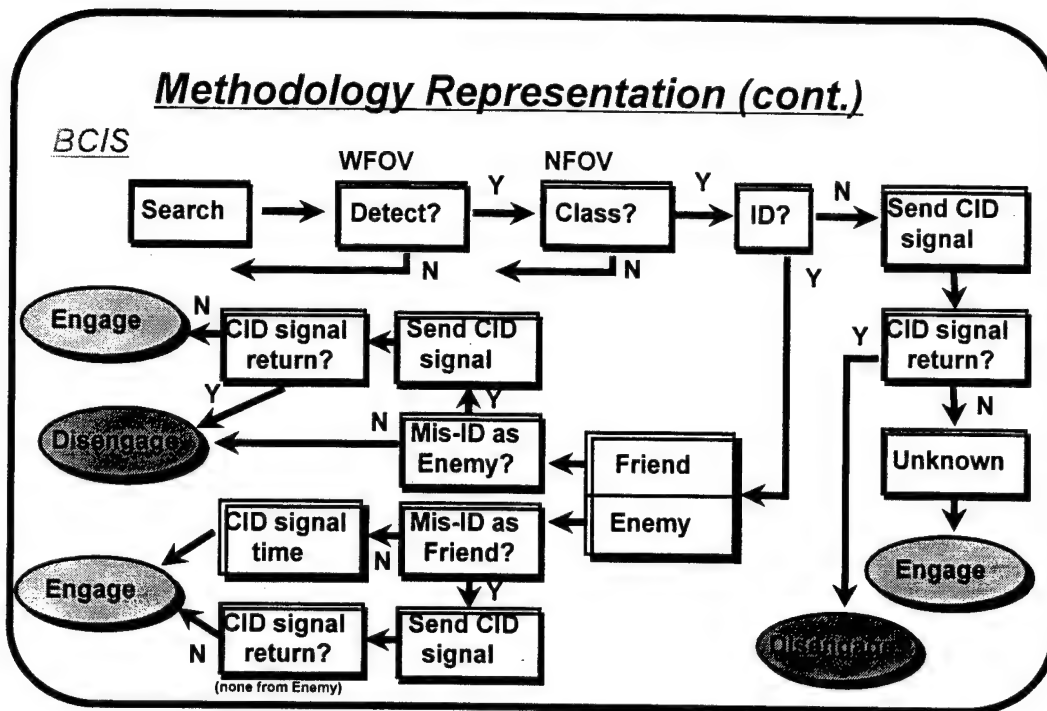 Methodology Representation (cont.)
BCIS
WFOV
NFOV
Search
Detect?
Y
Class?
Y
ID?
N
Send CID
signal
N
N
Y
Engage
N
CID signal
return?
Send CID
signal
Y
CID signal
return?
Y
Y
N
Disengage
N
Mis-ID as
Enemy?
Friend
Unknown
Enemy
CID signal
time
N
Mis-ID as
Friend?
Engage
Y
Engage
N
CID signal
return?
Send CID
signal
(none from Enemy)
Disengage